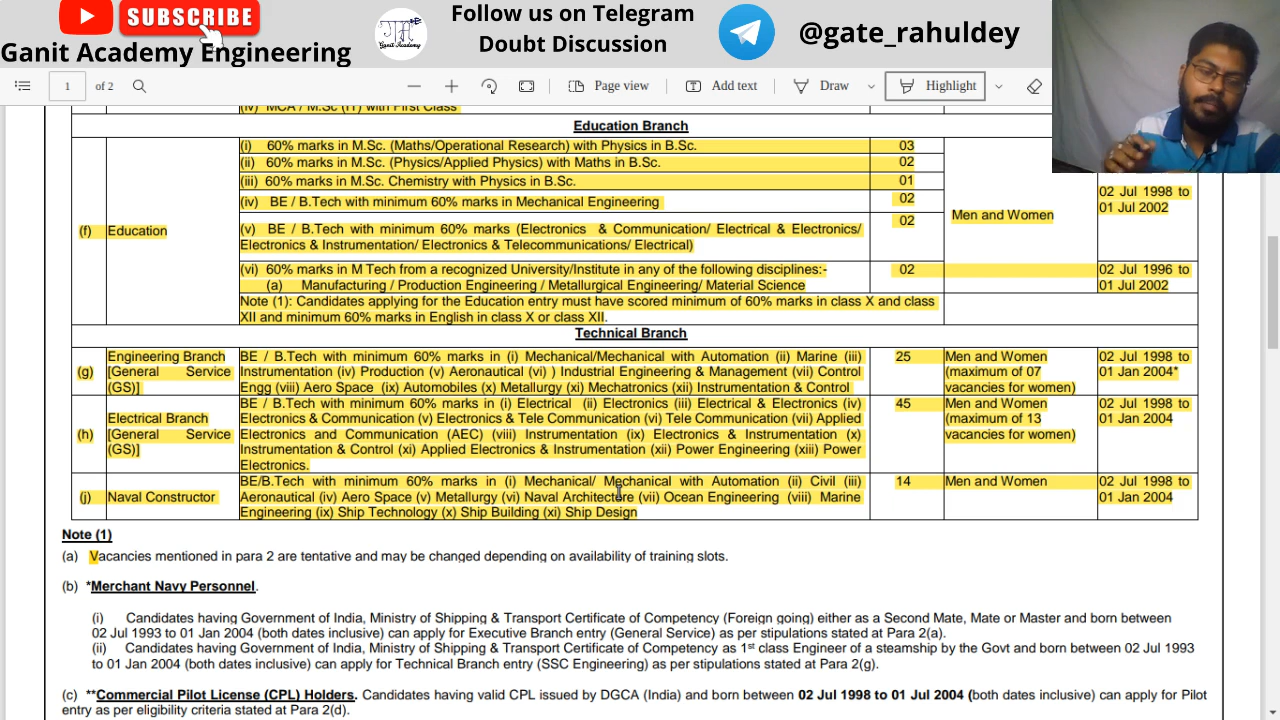 SUBSCRIBE
Ganit Academy Engineering
Ganit Academy
Follow us on Telegram
Doubt Discussion
@gate_rahuldey
1 of 2
Page view
Add text
Draw
Highlight
(iv) MCA / M.Sc (IT) with First Class
Education Branch
(f) Education
(i) 60% marks in M.Sc. (Maths/Operational Research) with Physics in B.Sc. 03
(ii) 60% marks in M.Sc. (Physics/Applied Physics) with Maths in B.Sc. 02
(iii) 60% marks in M.Sc. Chemistry with Physics in B.Sc. 01
(iv) BE / B.Tech with minimum 60% marks in Mechanical Engineering 02
(v) BE / B.Tech with minimum 60% marks (Electronics & Communication/ Electrical & Electronics/ 02
Electronics & Instrumentation/ Electronics & Telecommunications/ Electrical)
Men and Women
02 Jul 1998 to
01 Jul 2002
(vi) 60% marks in M Tech from a recognized University/Institute in any of the following disciplines:- 02 02 Jul 1996 to
(a) Manufacturing / Production Engineering / Metallurgical Engineering/ Material Science 01 Jul 2002
Note (1): Candidates applying for the Education entry must have scored minimum of 60% marks in class X and class
XII and minimum 60% marks in English in class X or class XII.
Technical Branch
(g)
Engineering Branch
[General Service
(GS)]
BE / B.Tech with minimum 60% marks in (i) Mechanical/Mechanical with Automation (ii) Marine (iii)
Instrumentation (iv) Production (v) Aeronautical (vi) ) Industrial Engineering & Management (vii) Control
Engg (viii) Aero Space (ix) Automobiles (x) Metallurgy (xi) Mechatronics (xii) Instrumentation & Control
25
Men and Women
(maximum of 07
vacancies for women)
02 Jul 1998 to
01 Jan 2004*
(h)
Electrical Branch
[General Service
(GS)]
BE / B.Tech with minimum 60% marks in (i) Electrical (ii) Electronics (iii) Electrical & Electronics (iv)
Electronics & Communication (v) Electronics & Tele Communication (vi) Tele Communication (vii) Applied
Electronics and Communication (AEC) (viii) Instrumentation (ix) Electronics & Instrumentation (x)
Instrumentation & Control (xi) Applied Electronics & Instrumentation (xii) Power Engineering (xiii) Power
Electronics.
45
Men and Women
(maximum of 13
vacancies for women)
02 Jul 1998 to
01 Jan 2004
(j)
Naval Constructor
BE/B.Tech with minimum 60% marks in (i) Mechanical/ Mechanical with Automation (ii) Civil (iii)
Aeronautical (iv) Aero Space (v) Metallurgy (vi) Naval Architecture (vii) Ocean Engineering (viii) Marine
Engineering (ix) Ship Technology (x) Ship Building (xi) Ship Design
14
Men and Women
02 Jul 1998 to
01 Jan 2004
Note (1)
(a) Vacancies mentioned in para 2 are tentative and may be changed depending on availability of training slots.
(b) *Merchant Navy Personnel.
(i) Candidates having Government of India, Ministry of Shipping & Transport Certificate of Competency (Foreign going) either as a Second Mate, Mate or Master and born between
02 Jul 1993 to 01 Jan 2004 (both dates inclusive) can apply for Executive Branch entry (General Service) as per stipulations stated at Para 2(a).
(ii) Candidates having Government of India, Ministry of Shipping & Transport Certificate of Competency as 1st class Engineer of a steamship by the Govt and born between 02 Jul 1993
to 01 Jan 2004 (both dates inclusive) can apply for Technical Branch entry (SSC Engineering) as per stipulations stated at Para 2(g).
(c) **Commercial Pilot License (CPL) Holders. Candidates having valid CPL issued by DGCA (India) and born between 02 Jul 1998 to 01 Jul 2004 (both dates inclusive) can apply for Pilot
entry as per eligibility criteria stated at Para 2(d).